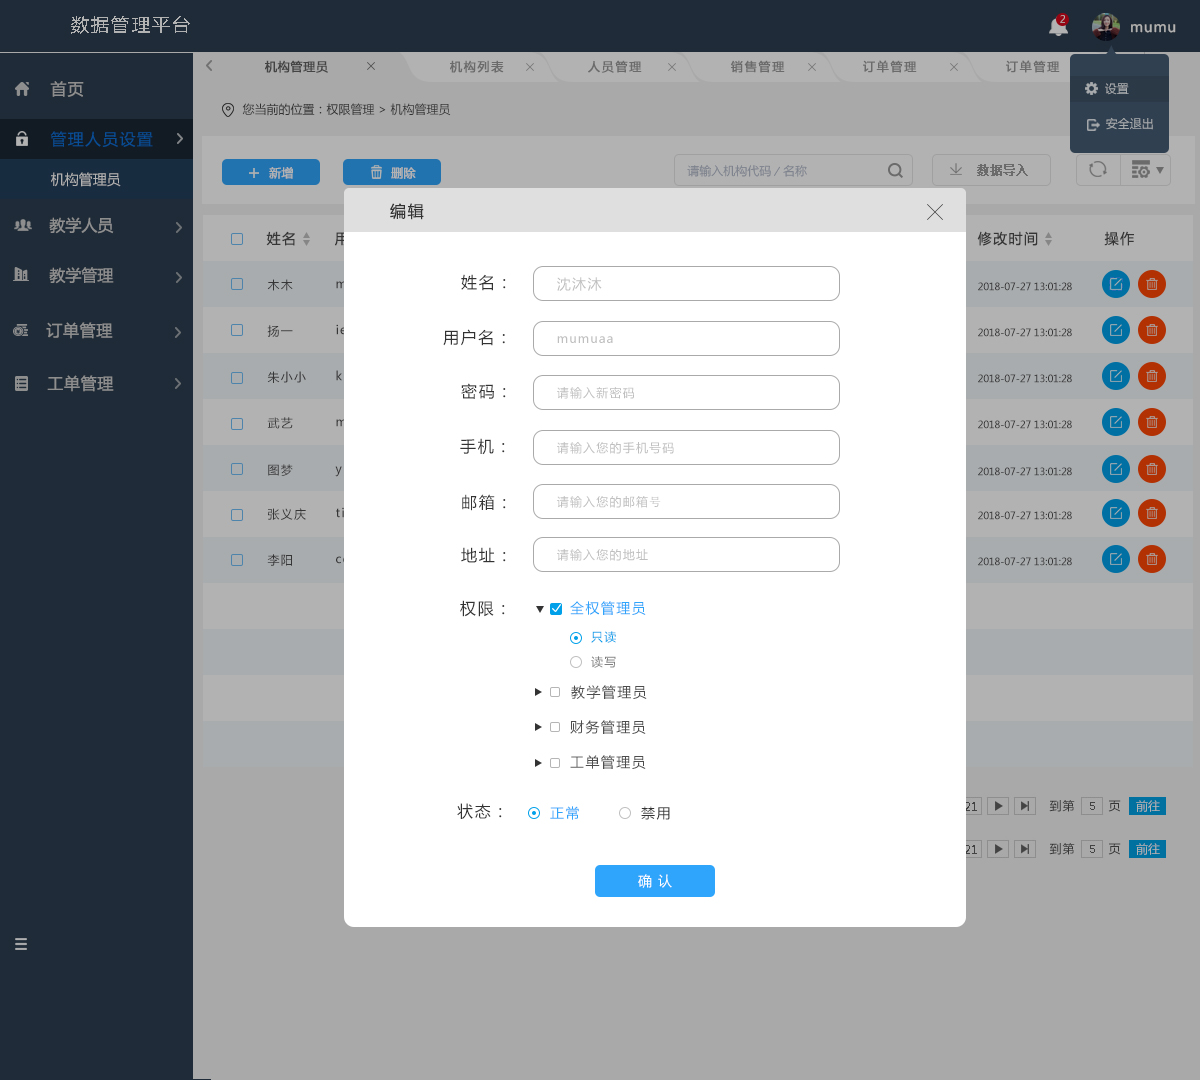 数据管理平台
2
mumu
机构管理员
机构列表
人员管理
销售管理
订单管理
订单管理
设置
安全退出
首页
管理人员设置
机构管理员
教学人员
教学管理
订单管理
工单管理
您当前的位置：权限管理 > 机构管理员
新增
删除
请输入机构代码 / 名称
数据导入
编辑
姓名
修改时间
操作
木木 2018-07-27 13:01:28
扬一 2018-07-27 13:01:28
朱小小 2018-07-27 13:01:28
武艺 2018-07-27 13:01:28
图梦 2018-07-27 13:01:28
张义庆 2018-07-27 13:01:28
李阳 2018-07-27 13:01:28
姓名： 沈沐沐
用户名： mumuaa
密码： 请输入新密码
手机： 请输入您的手机号码
邮箱： 请输入您的邮箱号
地址： 请输入您的地址
权限： 全权管理员
只读
读写
教学管理员
财务管理员
工单管理员
状态： 正常 禁用
确 认
21 到第 5 页 前往
21 到第 5 页 前往